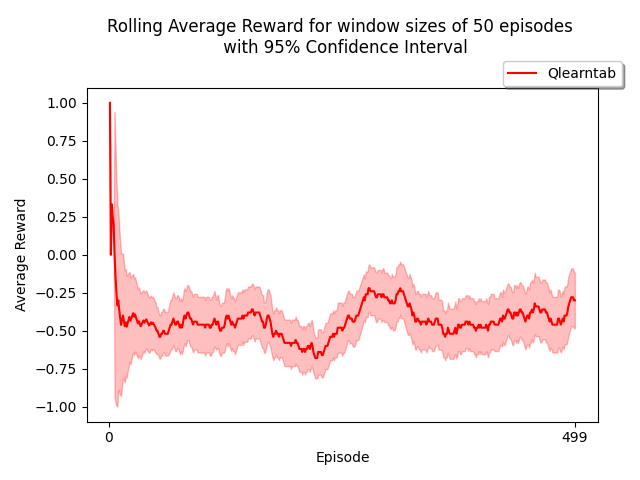 Rolling Average Reward for window sizes of 50 episodes
with 95% Confidence Interval
Qlearntab
1.00
0.75
0.50
0.25
0.00
−0.25
−0.50
−0.75
−1.00
Average Reward
0
499
Episode